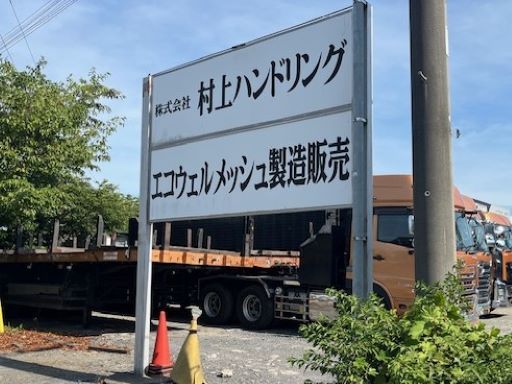 株式会社 村上ハンドリング
エコウェルメッシュ製造販売